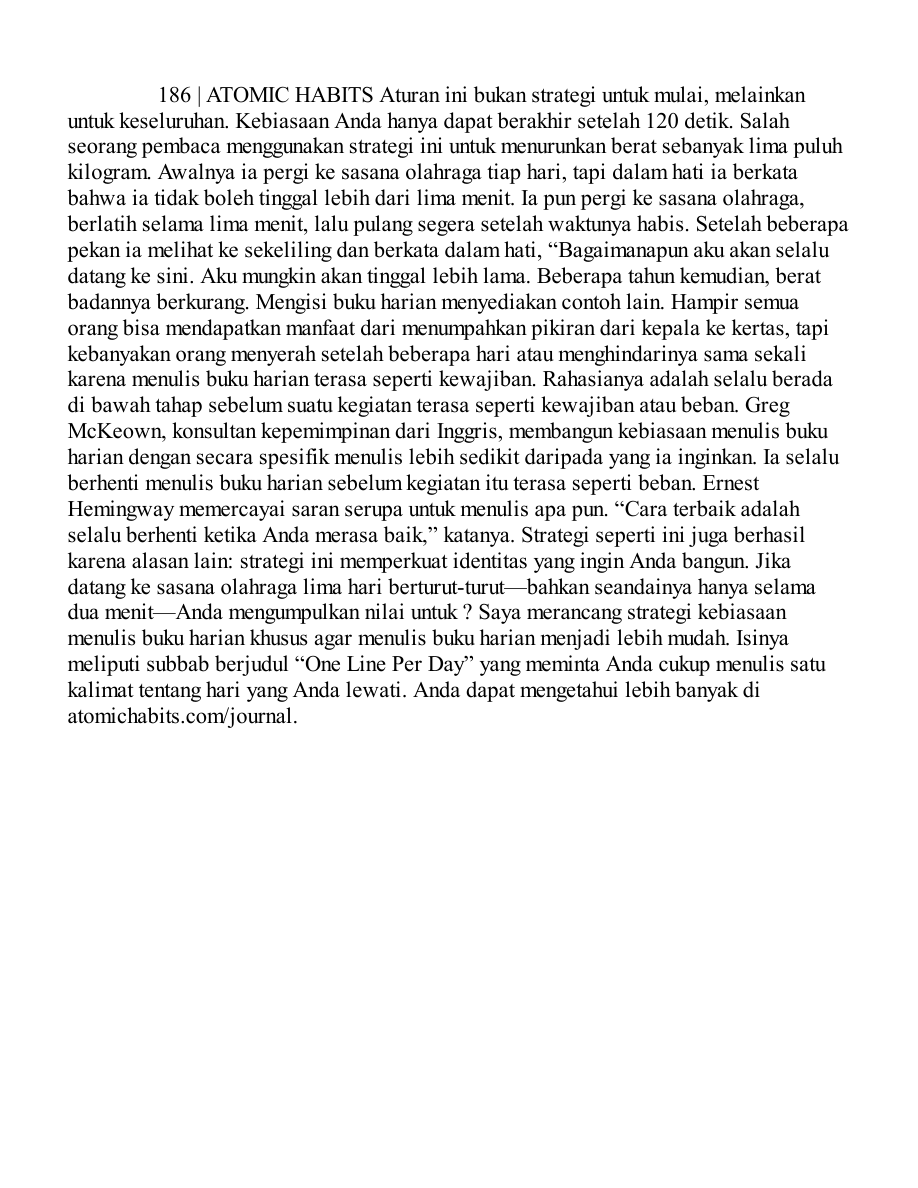 186 | ATOMIC HABITS Aturan ini bukan strategi untuk mulai, melainkan
untuk keseluruhan. Kebiasaan Anda hanya dapat berakhir setelah 120 detik. Salah
seorang pembaca menggunakan strategi ini untuk menurunkan berat sebanyak lima puluh
kilogram. Awalnya ia pergi ke sasana olahraga tiap hari, tapi dalam hati ia berkata
bahwa ia tidak boleh tinggal lebih dari lima menit. Ia pun pergi ke sasana olahraga,
berlatih selama lima menit, lalu pulang segera setelah waktunya habis. Setelah beberapa
pekan ia melihat ke sekeliling dan berkata dalam hati, “Bagaimanapun aku akan selalu
datang ke sini. Aku mungkin akan tinggal lebih lama. Beberapa tahun kemudian, berat
badannya berkurang. Mengisi buku harian menyediakan contoh lain. Hampir semua
orang bisa mendapatkan manfaat dari menumpahkan pikiran dari kepala ke kertas, tapi
kebanyakan orang menyerah setelah beberapa hari atau menghindarinya sama sekali
karena menulis buku harian terasa seperti kewajiban. Rahasianya adalah selalu berada
di bawah tahap sebelum suatu kegiatan terasa seperti kewajiban atau beban. Greg
McKeown, konsultan kepemimpinan dari Inggris, membangun kebiasaan menulis buku
harian dengan secara spesifik menulis lebih sedikit daripada yang ia inginkan. Ia selalu
berhenti menulis buku harian sebelum kegiatan itu terasa seperti beban. Ernest
Hemingway memercayai saran serupa untuk menulis apa pun. “Cara terbaik adalah
selalu berhenti ketika Anda merasa baik,” katanya. Strategi seperti ini juga berhasil
karena alasan lain: strategi ini memperkuat identitas yang ingin Anda bangun. Jika
datang ke sasana olahraga lima hari berturut-turut—bahkan seandainya hanya selama
dua menit—Anda mengumpulkan nilai untuk ? Saya merancang strategi kebiasaan
menulis buku harian khusus agar menulis buku harian menjadi lebih mudah. Isinya
meliputi subbab berjudul “One Line Per Day” yang meminta Anda cukup menulis satu
kalimat tentang hari yang Anda lewati. Anda dapat mengetahui lebih banyak di
atomichabits.com/journal.